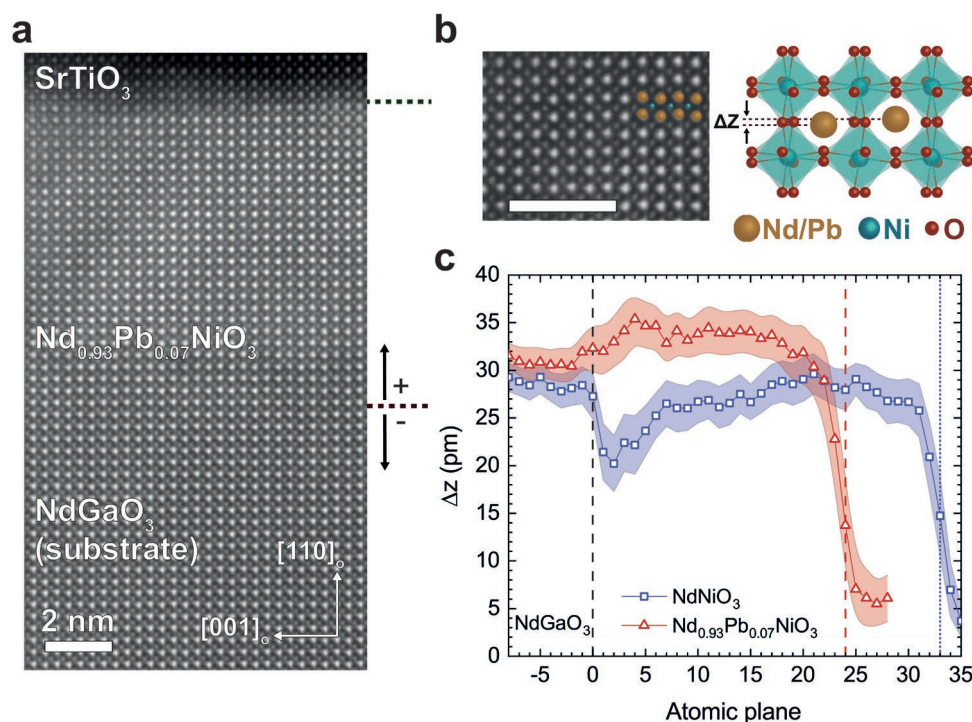 a
SrTiO3
Nd0.93Pb0.07NiO3
+
-
NdGaO3
(substrate)
[110]o
[001]o
2 nm
b
ΔZ
Nd/Pb Ni O
c
40
35
30
25
20
15
10
5
0
Δz (pm)
NdGaO3
NdNiO3
Nd0.93Pb0.07NiO3
-5 0 5 10 15 20 25 30 35
Atomic plane